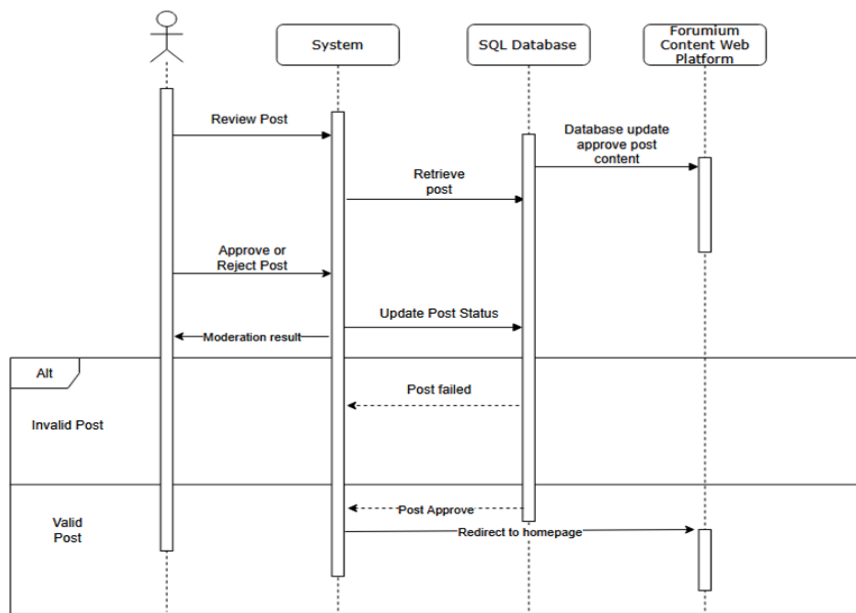 System
SQL Database
Forumium
Content Web
Platform
Review Post
Database update
approve post
content
Retrieve
post
Approve or
Reject Post
Update Post Status
Moderation result
Alt
Post failed
Invalid Post
Post Approve
Valid
Post
Redirect to homepage